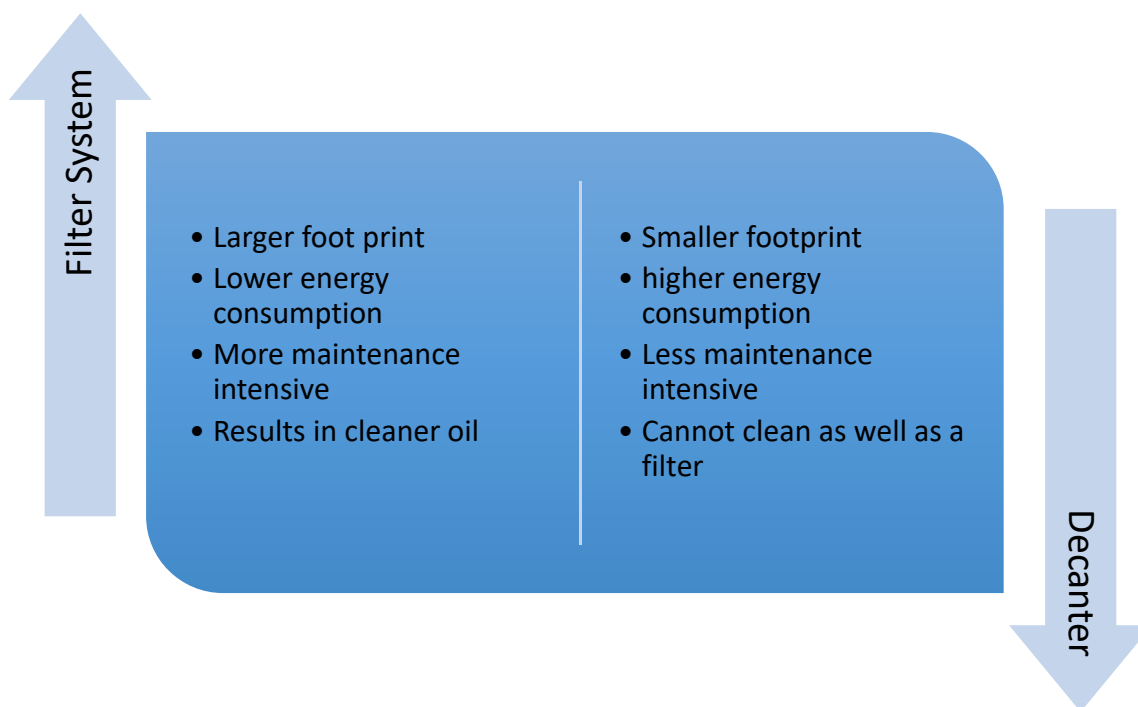 Filter System
• Larger foot print
• Lower energy
consumption
• More maintenance
intensive
• Results in cleaner oil
• Smaller footprint
• higher energy
consumption
• Less maintenance
intensive
• Cannot clean as well as a
filter
Decanter